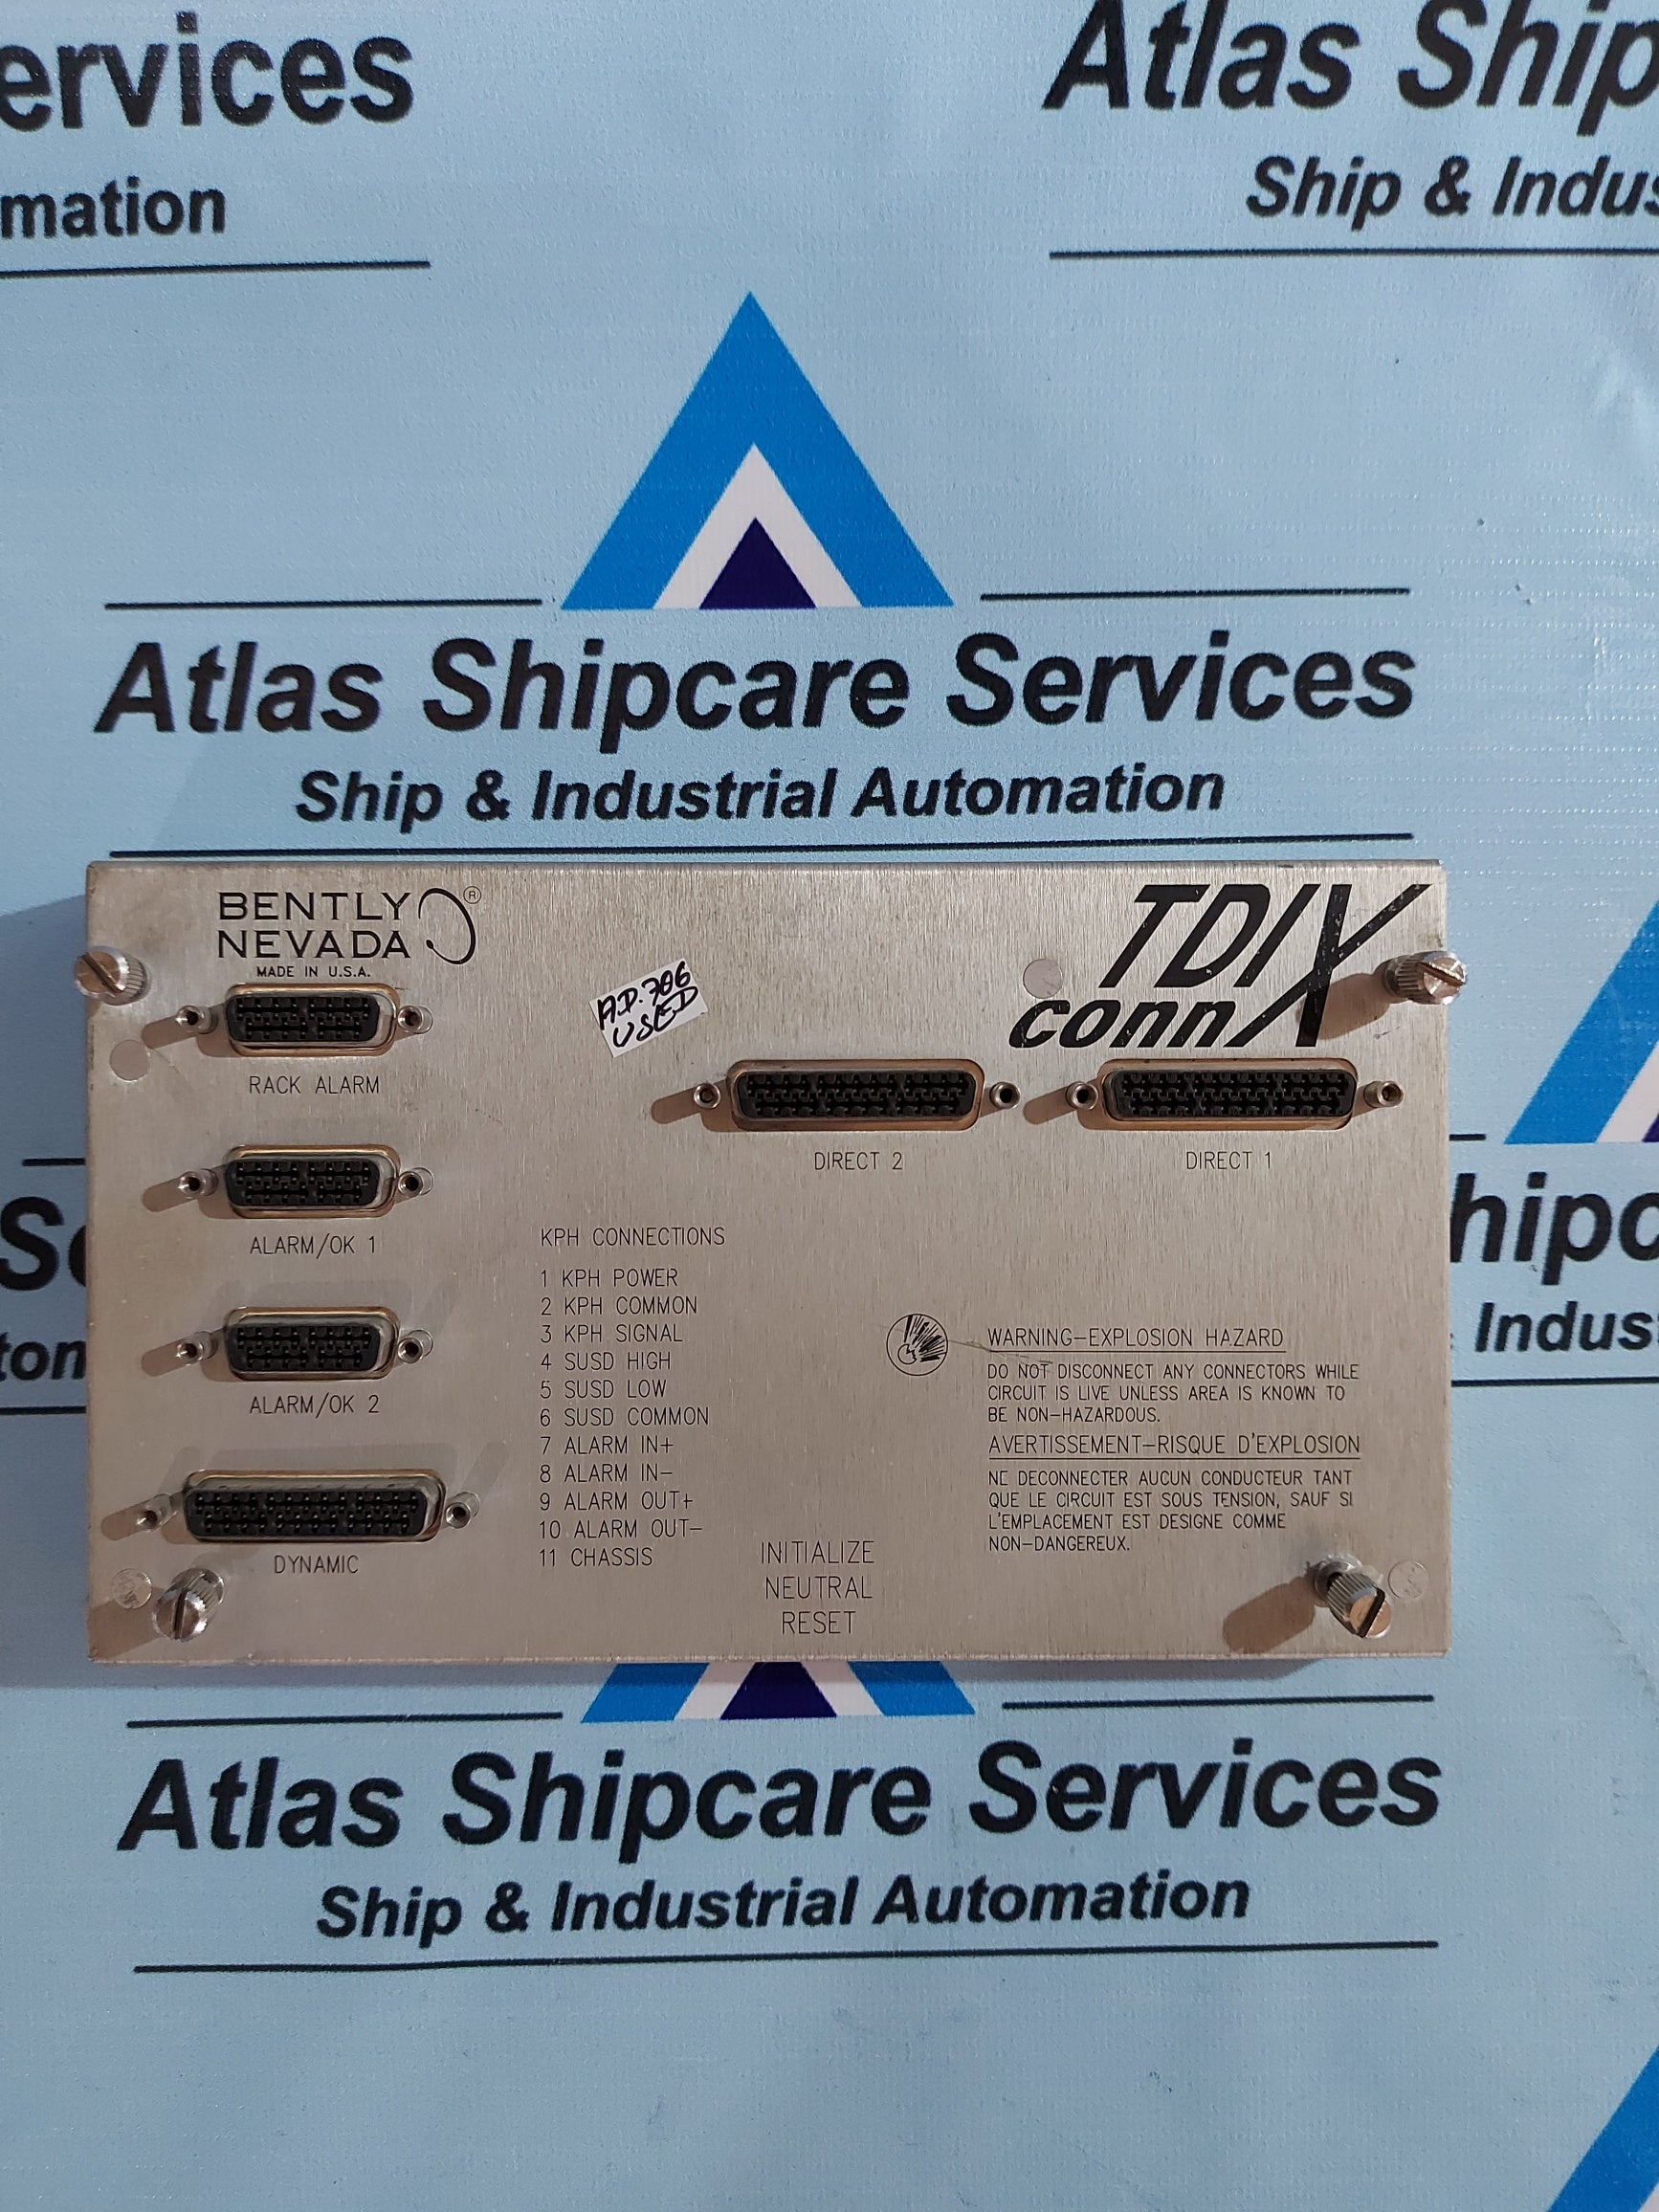 ervices
mation
Atlas Ship
Ship & Indus
Atlas Shipcare Services
Ship & Industrial Automation
BENTLY
NEVADA
®
MADE IN U.S.A.
A.D.706
USED
TDIX
connX
RACK ALARM
DIRECT 2
DIRECT 1
ALARM/OK 1
ALARM/OK 2
DYNAMIC
KPH CONNECTIONS
1 KPH POWER
2 KPH COMMON
3 KPH SIGNAL
4 SUSD HIGH
5 SUSD LOW
6 SUSD COMMON
7 ALARM IN+
8 ALARM IN-
9 ALARM OUT+
10 ALARM OUT-
11 CHASSIS
INITIALIZE
NEUTRAL
RESET
WARNING-EXPLOSION HAZARD
DO NOT DISCONNECT ANY CONNECTORS WHILE
CIRCUIT IS LIVE UNLESS AREA IS KNOWN TO
BE NON-HAZARDOUS.
AVERTISSEMENT-RISQUE D'EXPLOSION
NE DECONNECTER AUCUN CONDUCTEUR TANT
QUE LE CIRCUIT EST SOUS TENSION, SAUF SI
L'EMPLACEMENT EST DESIGNE COMME
NON-DANGEREUX.
Se
tom
hipc
Indust
Atlas Shipcare Services
Ship & Industrial Automation